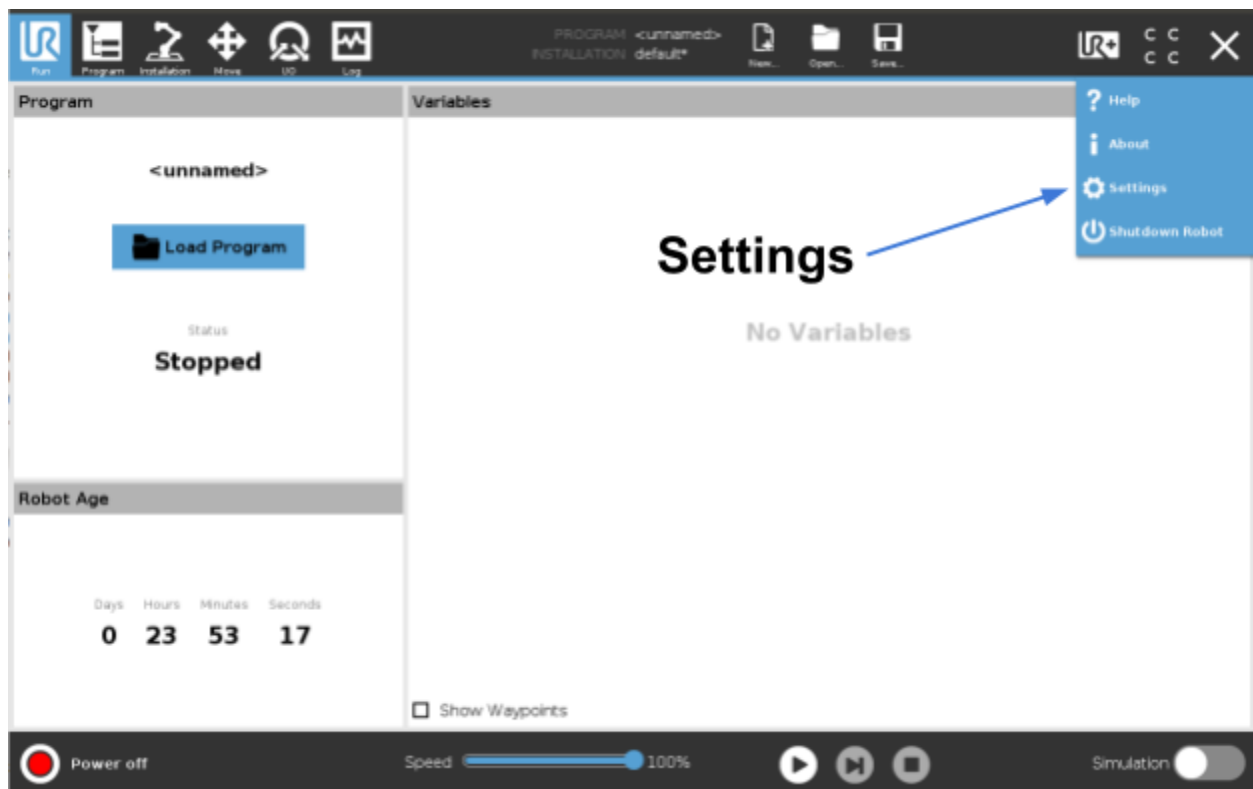 UR
Run
Program
Installation
Move
I/O
Log
PROGRAM <unnamed>
INSTALLATION default*
New...
Open...
Save...
UR+
C C
C C
Program
<unnamed>
Load Program
Status
Stopped
Robot Age
Days Hours Minutes Seconds
0 23 53 17
Variables
Settings
No Variables
Show Waypoints
? Help
i About
Settings
Shutdown Robot
Power off
Speed 100%
Simulation